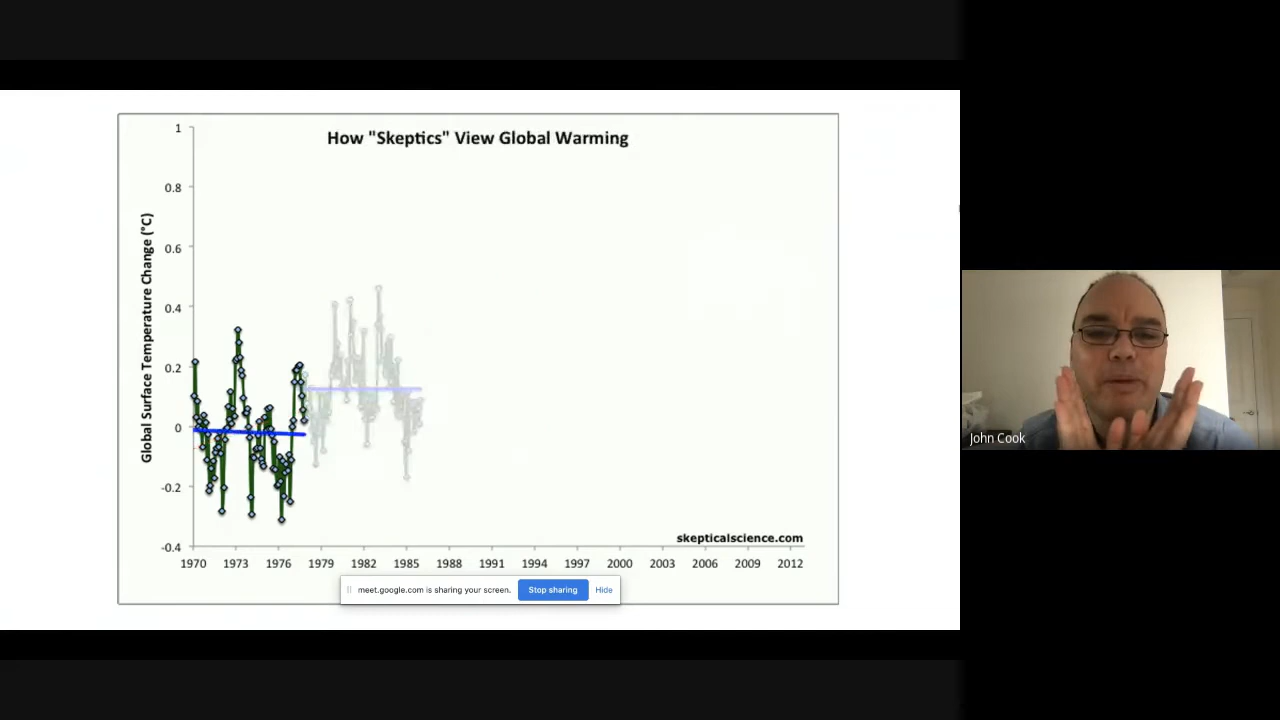 How "Skeptics" View Global Warming
Global Surface Temperature Change (°C)
1
0.8
0.6
0.4
0.2
0
-0.2
-0.4
skepticalscience.com
1970 1973 1976 1979 1982 1985 1988 1991 1994 1997 2000 2003 2006 2009 2012
meet.google.com is sharing your screen. Stop sharing Hide
John Cook